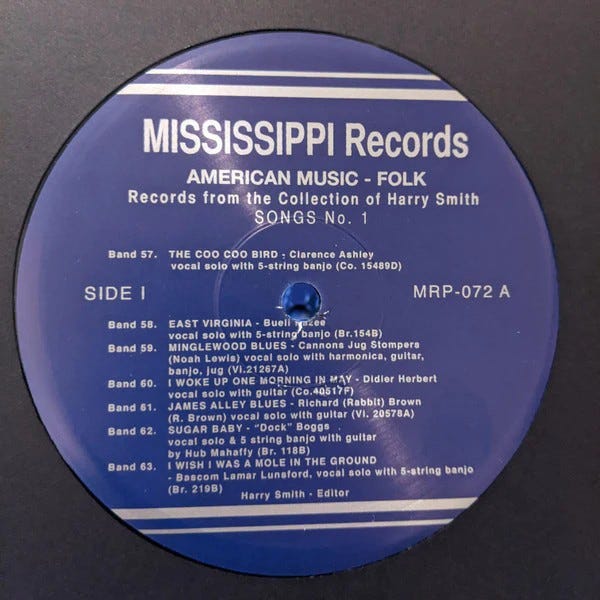 MISSISSIPPI Records
AMERICAN MUSIC - FOLK
Records from the Collection of Harry Smith
SONGS No. 1
Band 57. THE COO COO BIRD - Clarence Ashley
vocal solo with 5-string banjo (Co. 15489D)
SIDE I
MRP-072 A
Band 58. EAST VIRGINIA - Buell Kazee
vocal solo with 5-string banjo (Br.154B)
Band 59. MINGLEWOOD BLUES - Cannons Jug Stompers
(Noah Lewis) vocal solo with harmonica, guitar,
banjo, jug (Vi.21267A)
Band 60. I WOKE UP ONE MORNING IN MAY - Didier Herbert
vocal solo with guitar (Co.40517F)
Band 61. JAMES ALLEY BLUES - Richard (Rabbit) Brown
(R. Brown) vocal solo with guitar (Vi. 20578A)
Band 62. SUGAR BABY - “Dock” Boggs
vocal solo & 5 string banjo with guitar
by Hub Mahaffy (Br. 118B)
Band 63. I WISH I WAS A MOLE IN THE GROUND
- Bascom Lamar Lunsford, vocal solo with 5-string banjo
(Br. 219B)
Harry Smith - Editor